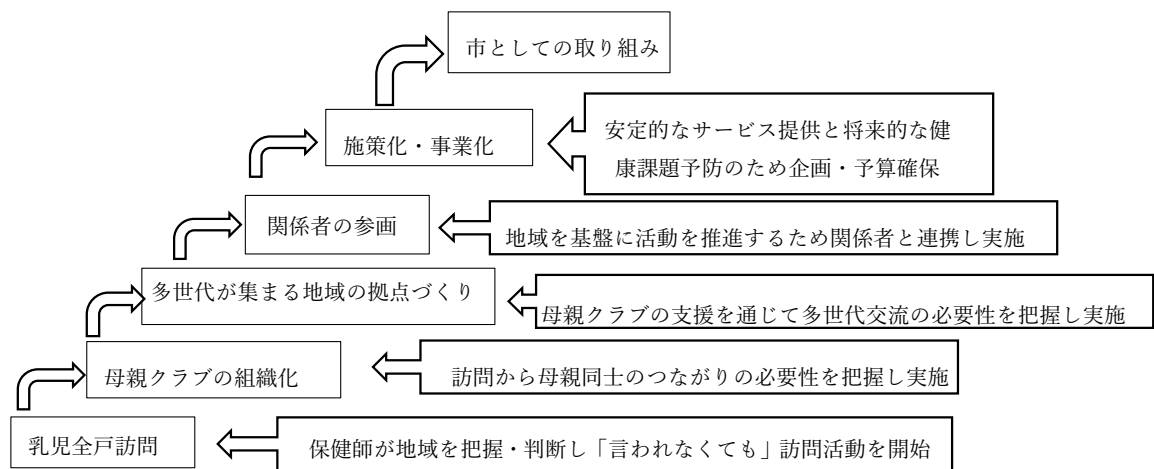 市としての取り組み
施策化・事業化
安定的なサービス提供と将来的な健
康課題予防のため企画・予算確保
関係者の参画
地域を基盤に活動を推進するため関係者と連携し実施
多世代が集まる地域の拠点づくり
母親クラブの支援を通じて多世代交流の必要性を把握し実施
母親クラブの組織化
訪問から母親同士のつながりの必要性を把握し実施
乳児全戸訪問
保健師が地域を把握・判断し「言われなくても」訪問活動を開始